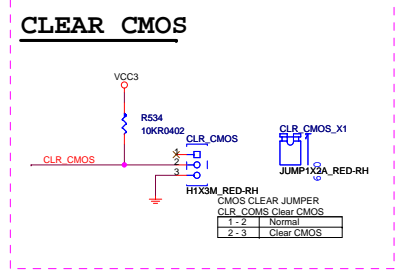 CLEAR CMOS
VCC3
R534
10KR0402
CLR_CMOS
CLR_CMOS
1
2
3
H1X3M_RED-RH
CLR_CMOS_X1
JUMP1X2A_RED-RH
CMOS CLEAR JUMPER
CLR_COMS Clear CMOS
1 - 2 Normal
2 - 3 Clear CMOS